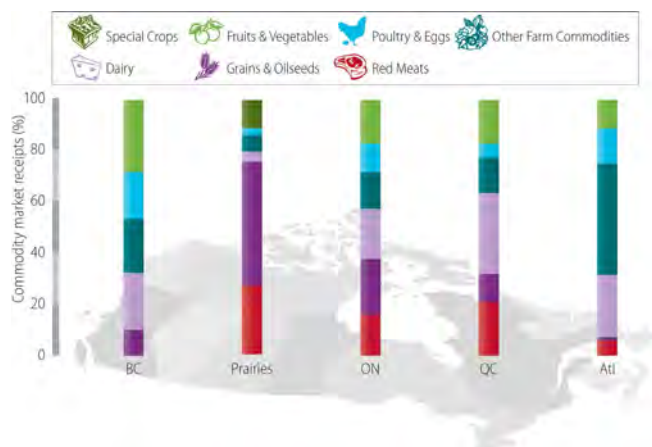 Special Crops Fruits & Vegetables Poultry & Eggs Other Farm Commodities
Dairy Grains & Oilseeds Red Meats
Commodity market receipts (%)
100
80
60
40
20
0
BC Prairies ON QC Atl